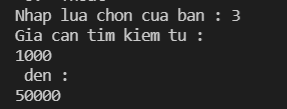 Nhap lua chon cua ban : 3
Gia can tim kiem tu :
1000
den :
50000